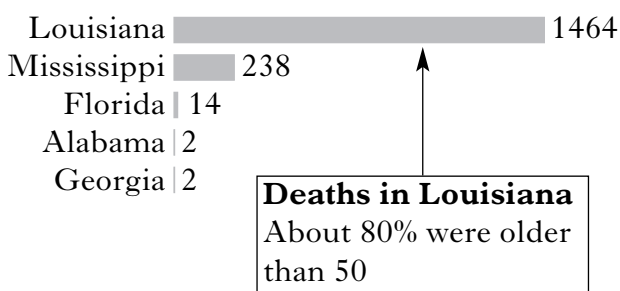 Louisiana 1464
Mississippi 238
Florida 14
Alabama 2
Georgia 2
Deaths in Louisiana
About 80% were older
than 50